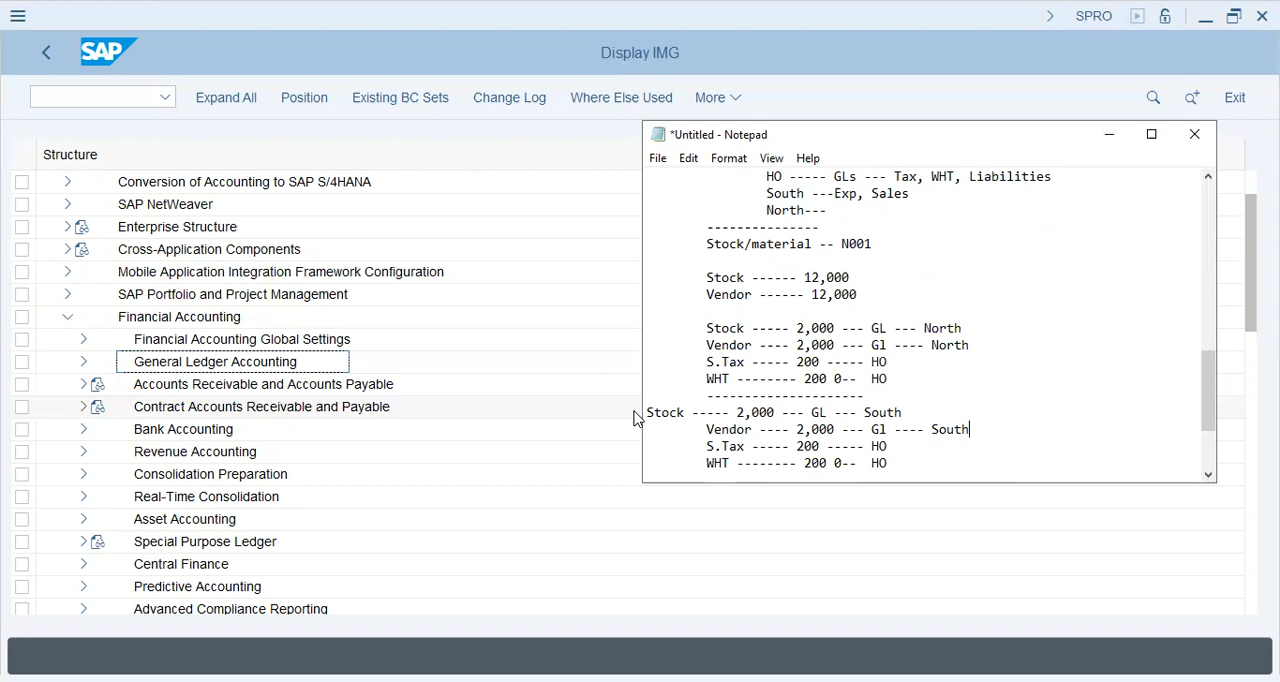 SPRO
SAP
Display IMG
Expand All
Position
Existing BC Sets
Change Log
Where Else Used
More
Exit
Structure
Conversion of Accounting to SAP S/4HANA
SAP NetWeaver
Enterprise Structure
Cross-Application Components
Mobile Application Integration Framework Configuration
SAP Portfolio and Project Management
Financial Accounting
Financial Accounting Global Settings
General Ledger Accounting
Accounts Receivable and Accounts Payable
Contract Accounts Receivable and Payable
Bank Accounting
Revenue Accounting
Consolidation Preparation
Real-Time Consolidation
Asset Accounting
Special Purpose Ledger
Central Finance
Predictive Accounting
Advanced Compliance Reporting
*Untitled - Notepad
File Edit Format View Help
HO ----- GLs --- Tax, WHT, Liabilities
South ---Exp, Sales
North---
---------------
Stock/material -- N001
Stock ------ 12,000
Vendor ------ 12,000
Stock ----- 2,000 --- GL --- North
Vendor ---- 2,000 --- Gl ---- North
S.Tax ----- 200 ----- HO
WHT -------- 200 0-- HO
---------------------
Stock ----- 2,000 --- GL --- South
Vendor ---- 2,000 --- Gl ---- South
S.Tax ----- 200 ----- HO
WHT -------- 200 0-- HO